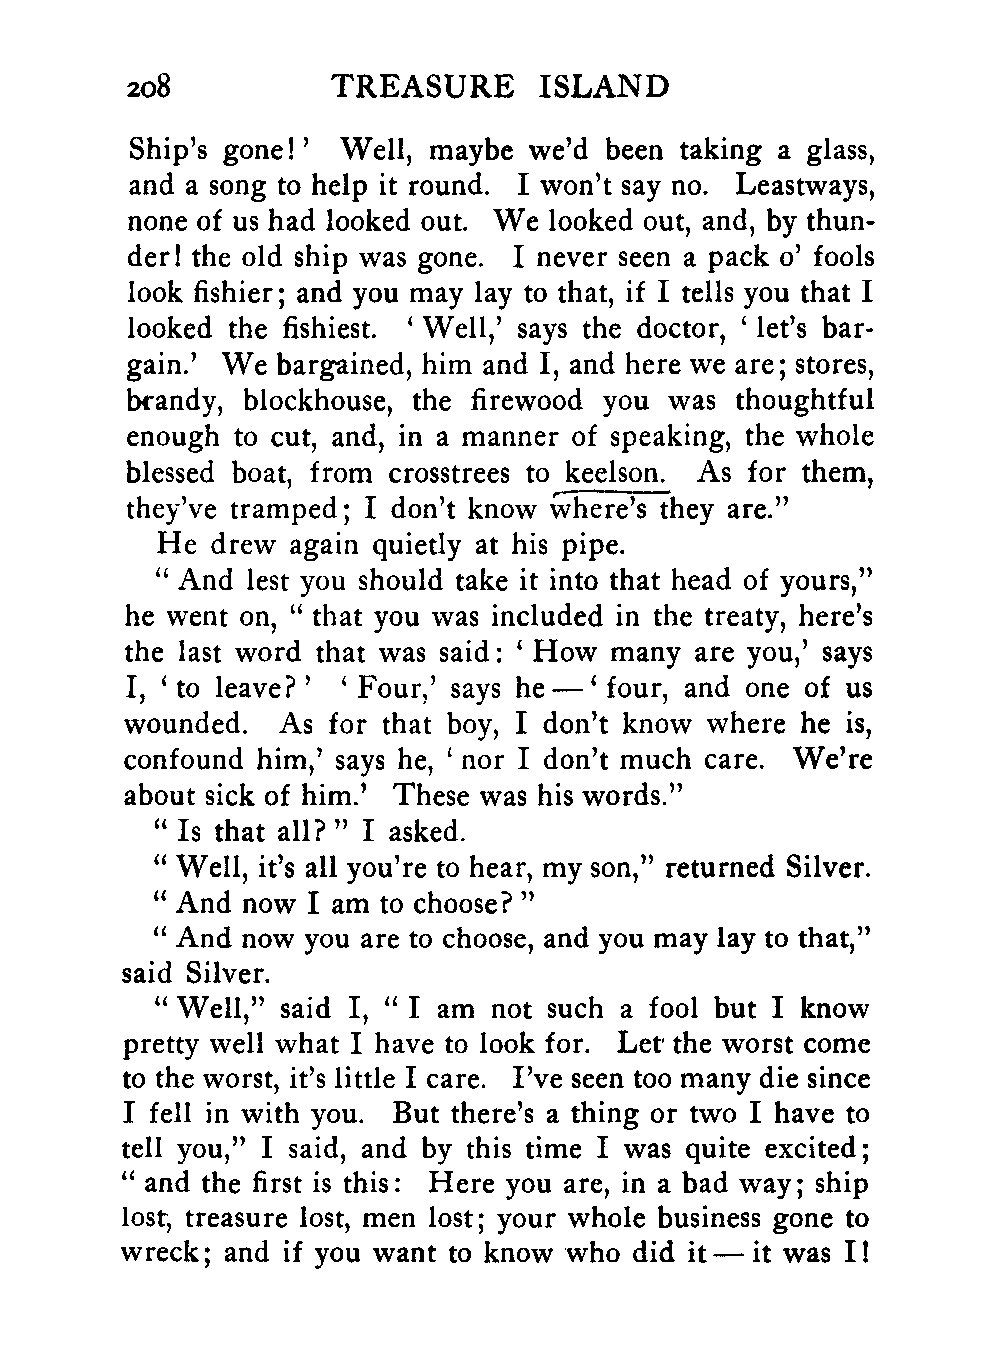 208 TREASURE ISLAND
Ship's gone!' Well, maybe we'd been taking a glass,
and a song to help it round. I won't say no. Leastways,
none of us had looked out. We looked out, and, by thun-
der! the old ship was gone. I never seen a pack o' fools
look fishier; and you may lay to that, if I tells you that I
looked the fishiest. 'Well,' says the doctor, 'let's bar-
gain.' We bargained, him and I, and here we are; stores,
brandy, blockhouse, the firewood you was thoughtful
enough to cut, and, in a manner of speaking, the whole
blessed boat, from crosstrees to keelson. As for them,
they've tramped; I don't know where's they are."
He drew again quietly at his pipe.
"And lest you should take it into that head of yours,"
he went on, "that you was included in the treaty, here's
the last word that was said: 'How many are you,' says
I, 'to leave?' 'Four,' says he — 'four, and one of us
wounded. As for that boy, I don't know where he is,
confound him,' says he, 'nor I don't much care. We're
about sick of him.' These was his words."
"Is that all?" I asked.
"Well, it's all you're to hear, my son," returned Silver.
"And now I am to choose?"
"And now you are to choose, and you may lay to that,"
said Silver.
"Well," said I, "I am not such a fool but I know
pretty well what I have to look for. Let the worst come
to the worst, it's little I care. I've seen too many die since
I fell in with you. But there's a thing or two I have to
tell you," I said, and by this time I was quite excited;
"and the first is this: Here you are, in a bad way; ship
lost, treasure lost, men lost; your whole business gone to
wreck; and if you want to know who did it — it was I!